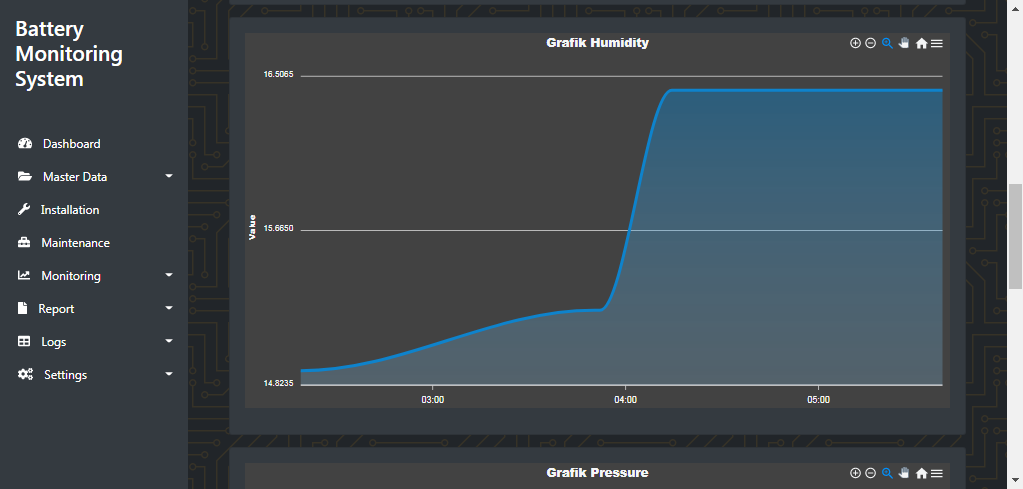 Battery
Monitoring
System
Dashboard
Master Data
Installation
Maintenance
Monitoring
Report
Logs
Settings
Grafik Humidity
16.5065
15.6650
14.8235
Value
03:00
04:00
05:00
Grafik Pressure